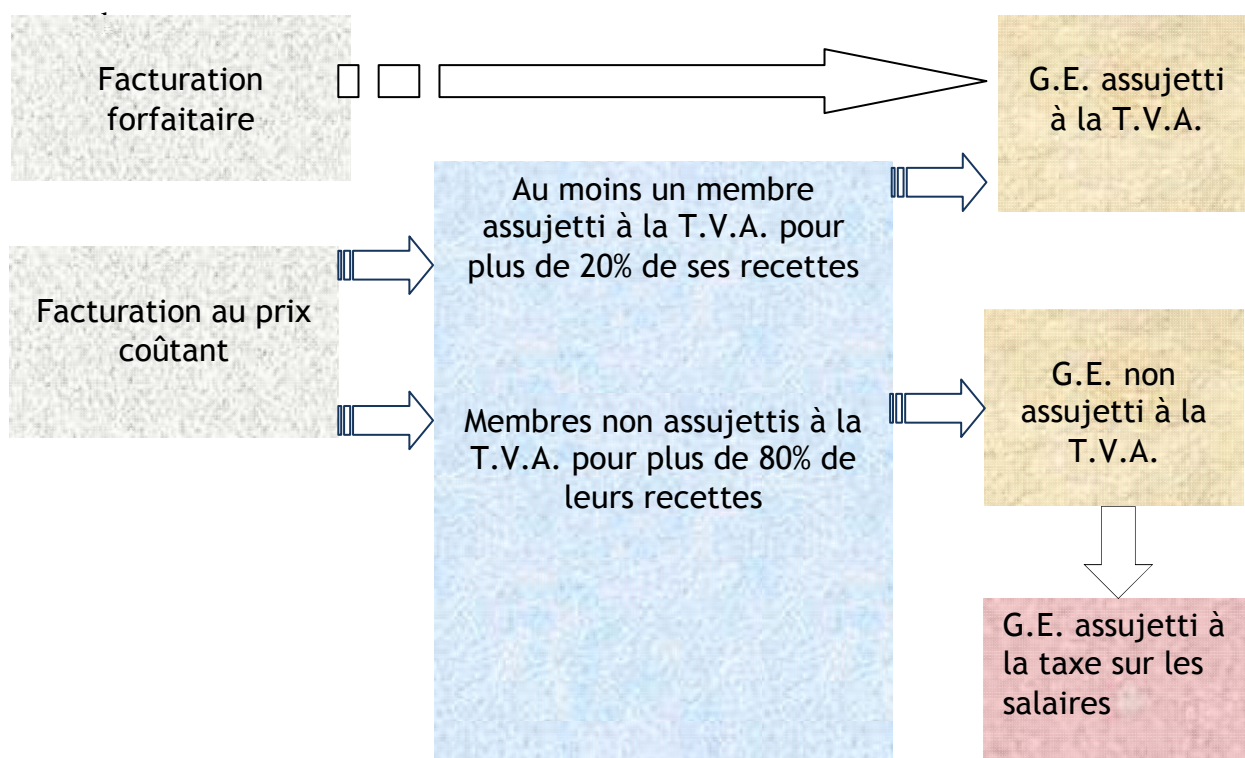 Facturation
forfaitaire
G.E. assujetti
à la T.V.A.
Au moins un membre
assujetti à la T.V.A. pour
plus de 20% de ses recettes
Facturation au prix
coûtant
Membres non assujettis à la
T.V.A. pour plus de 80% de
leurs recettes
G.E. non
assujetti à la
T.V.A.
G.E. assujetti à
la taxe sur les
salaires